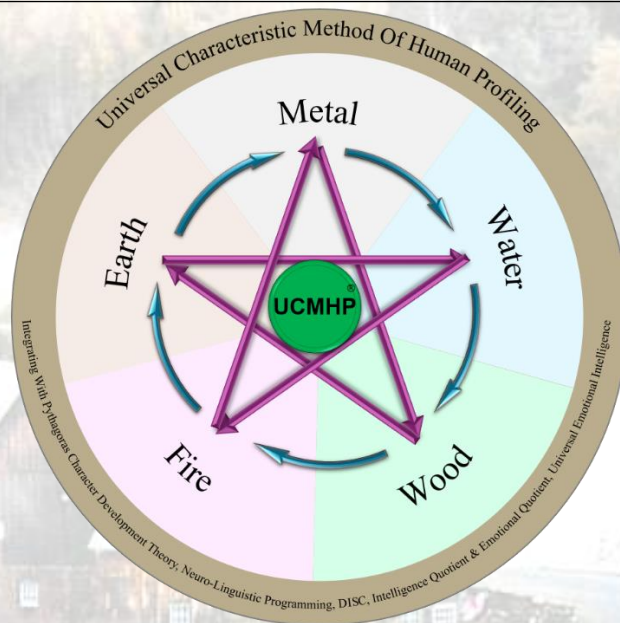 Universal Characteristic Method Of Human Profiling
Metal
Water
Earth
UCMHP®
Fire
Wood
Integrating With Pythagoras Character Development Theory, Neuro-Linguistic Programming, DISC, Intelligence Quotient & Emotional Quotient, Universal Emotional Intelligence